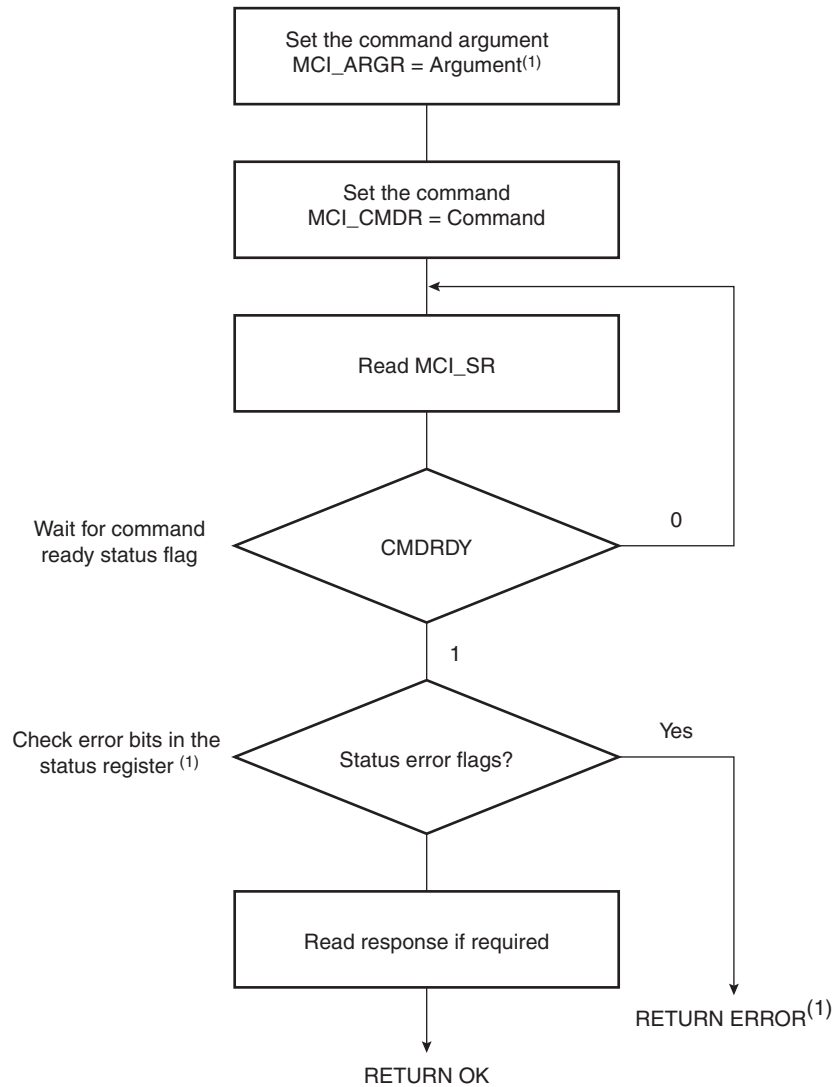 Set the command argument
MCI_ARGR = Argument(1)
Set the command
MCI_CMDR = Command
Read MCI_SR
Wait for command
ready status flag
CMDRDY
0
1
Check error bits in the
status register (1)
Status error flags?
Yes
Read response if required
RETURN ERROR(1)
RETURN OK